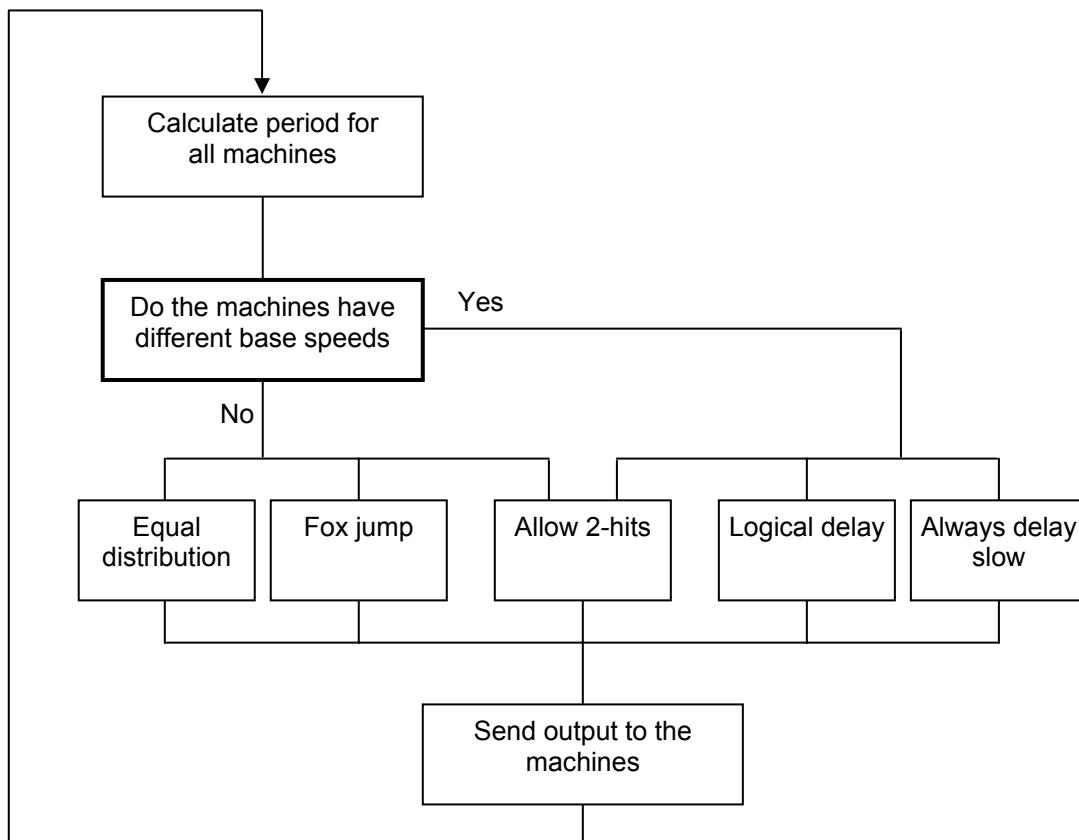 Calculate period for
all machines
Do the machines have
different base speeds
Yes
No
Equal
distribution
Fox jump
Allow 2-hits
Logical delay
Always delay
slow
Send output to the
machines